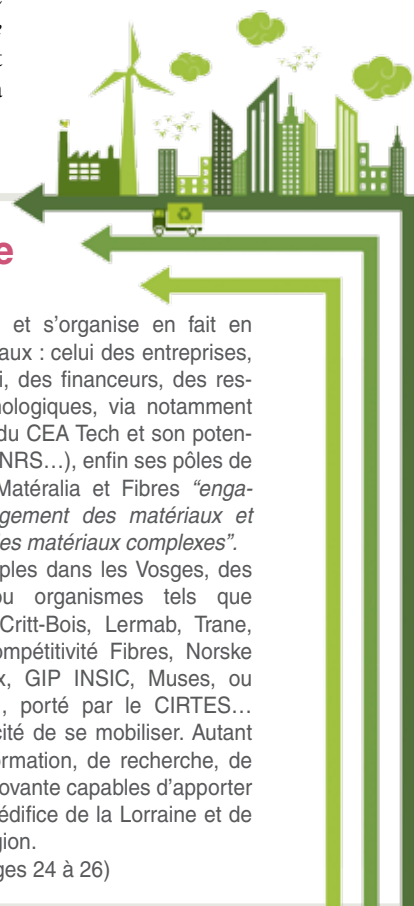 e
et s’organise en fait en
aux : celui des entreprises,
i, des financeurs, des res-
nologiques, via notamment
du CEA Tech et son poten-
NRS…), enfin ses pôles de
Matéralia et Fibres “enga-
gement des matériaux et
es matériaux complexes”.
ples dans les Vosges, des
ou organismes tels que
Critt-Bois, Lermab, Trane,
ompétitivité Fibres, Norske
x, GIP INSIC, Muses, ou
, porté par le CIRTES…
cité de se mobiliser. Autant
ormation, de recherche, de
ovante capables d’apporter
édifice de la Lorraine et de
gion.
ges 24 à 26)